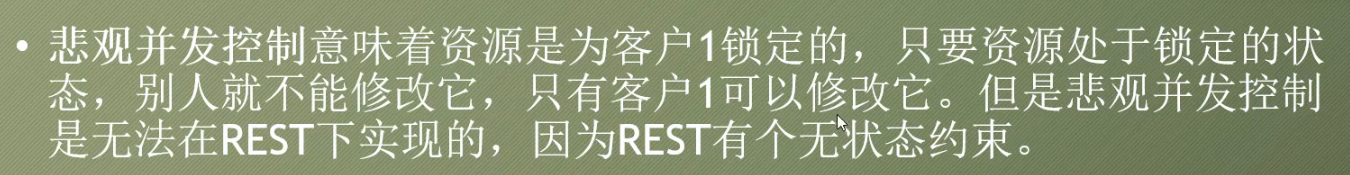 • 悲观并发控制意味着资源是为客户1锁定的，只要资源处于锁定的状
态，别人就不能修改它，只有客户1可以修改它。但是悲观并发控制
是无法在REST下实现的，因为REST有个无状态约束。